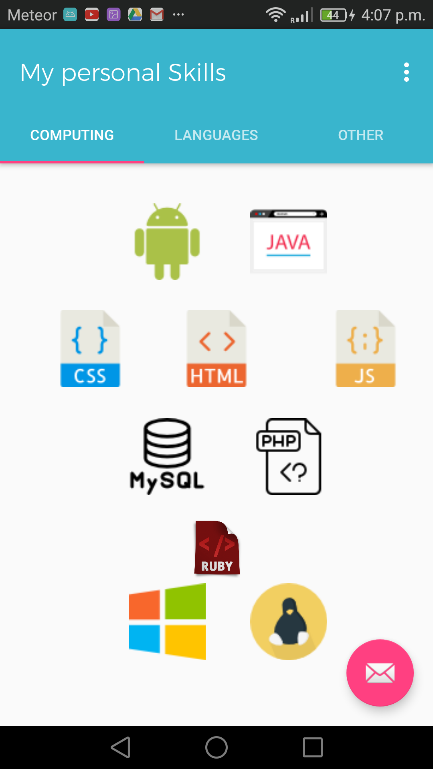 Meteor ... R 44 4:07 p.m.
My personal Skills
COMPUTING LANGUAGES OTHER
JAVA
{ } < > {;}
CSS HTML JS
PHP
<?
MySQL
</>
RUBY